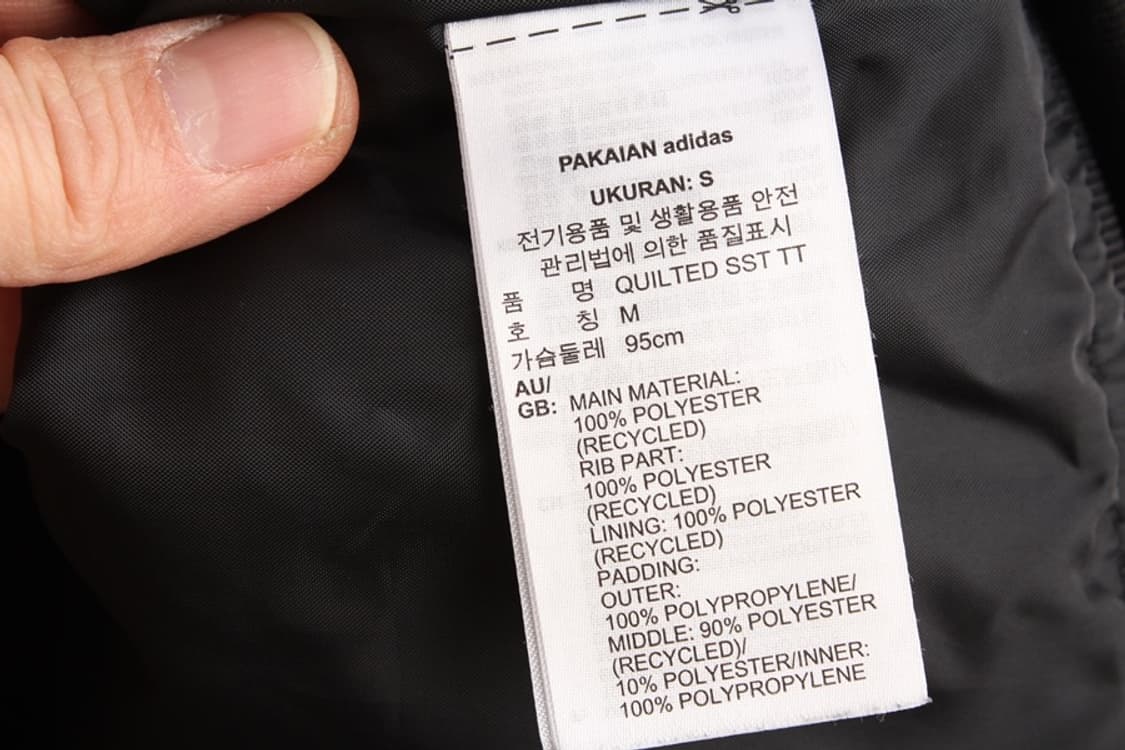 PAKAIAN adidas
UKURAN: S
전기용품 및 생활용품 안전
관리법에 의한 품질표시
품 명 QUILTED SST TT
호 칭 M
가슴둘레 95cm
AU/
GB: MAIN MATERIAL:
100% POLYESTER
(RECYCLED)
RIB PART:
100% POLYESTER
(RECYCLED)
LINING: 100% POLYESTER
(RECYCLED)
PADDING:
OUTER:
100% POLYPROPYLENE/
MIDDLE: 90% POLYESTER
(RECYCLED)/
10% POLYESTER/INNER:
100% POLYPROPYLENE